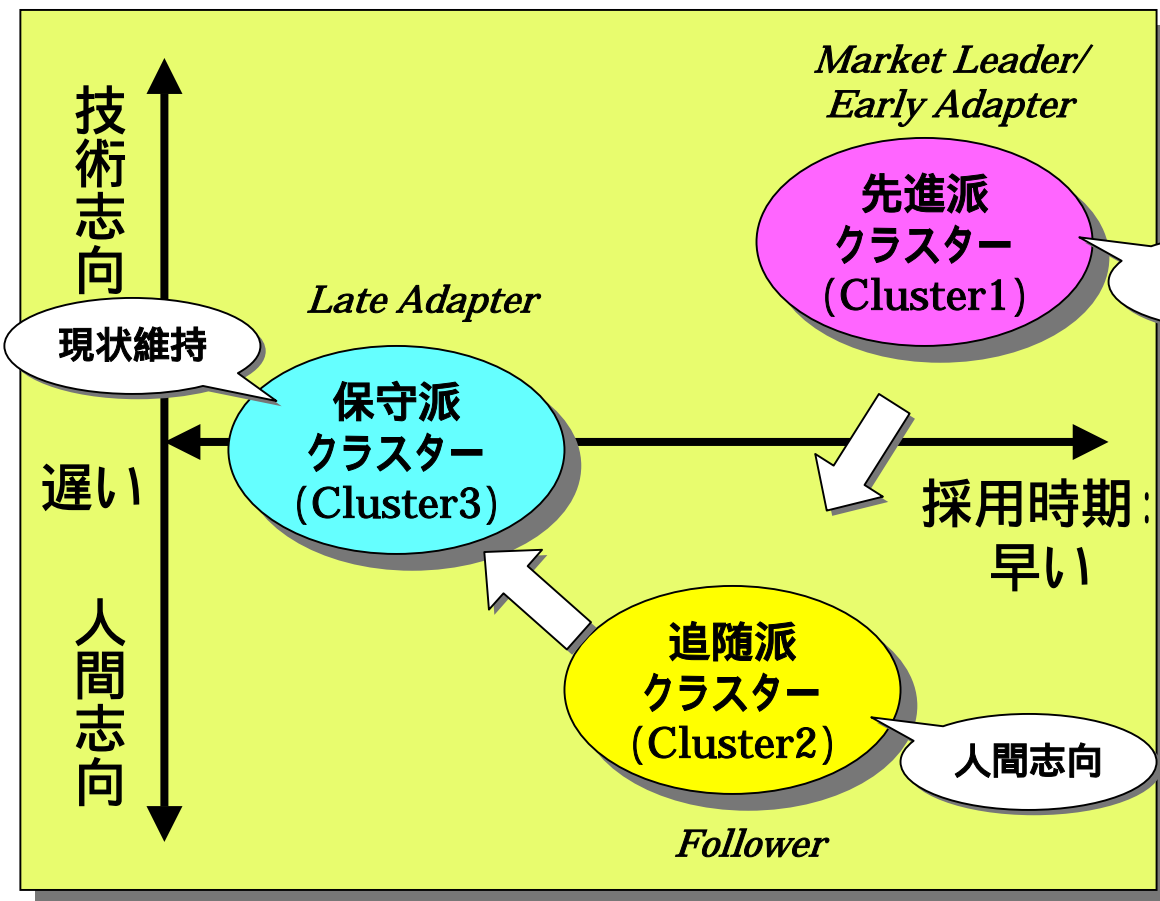 Market Leader/
Early Adapter
技術志向
先進派
クラスター
(Cluster1)
Late Adapter
現状維持
保守派
クラスター
(Cluster3)
遅い
採用時期：
早い
人間志向
追随派
クラスター
(Cluster2)
人間志向
Follower